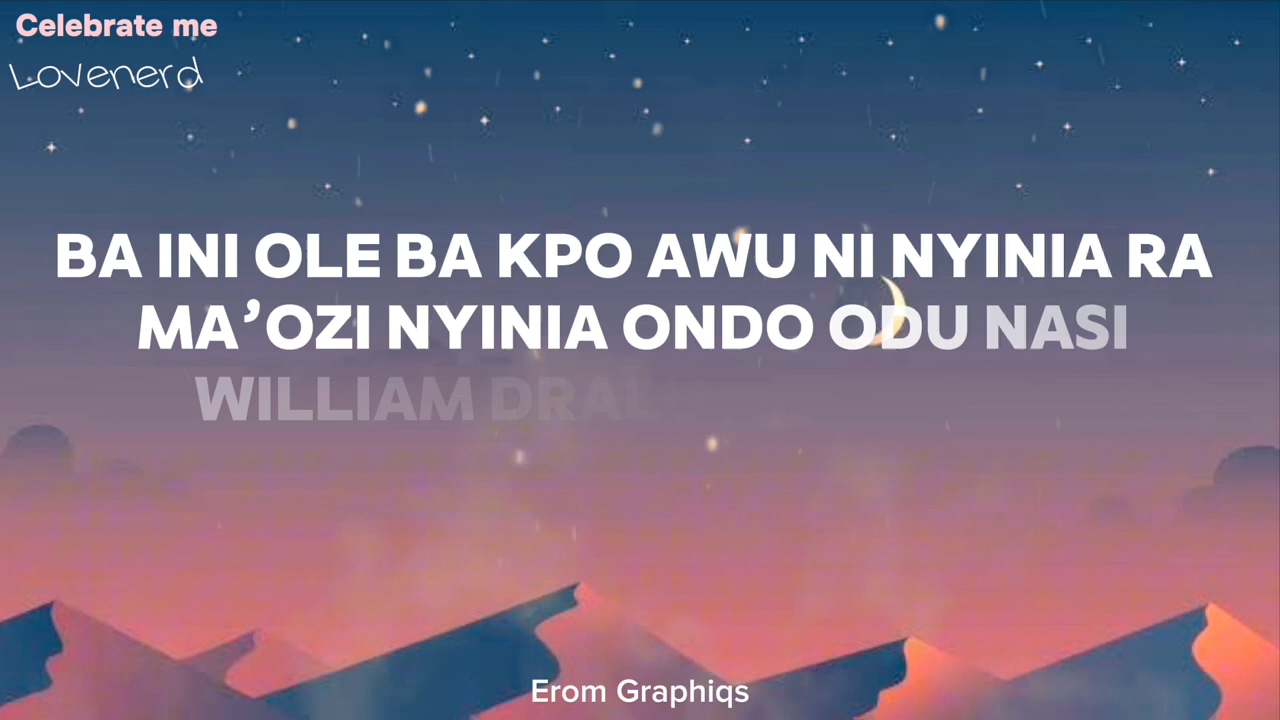 Celebrate me
Lovenerd
BA INI OLE BA KPO AWU NI NYINIA RA
MA’OZI NYINIA ONDO ODU NASI
WILLIAM
Erom Graphiqs